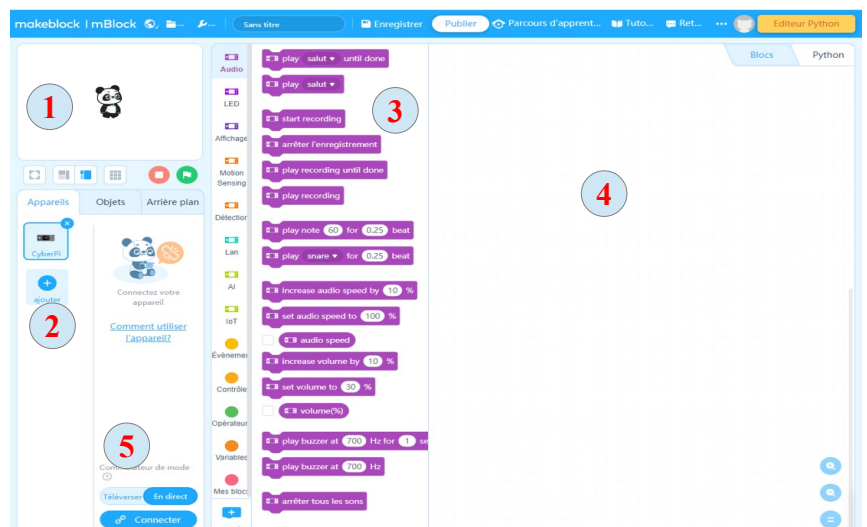 makeblock | mBlock
Sans titre
Enregistrer
Publier
Parcours d'apprent...
Tuto...
Ret...
Editeur Python
1
Appareils
Objets
Arrière plan
CyberPi
ajouter
2
Connectez votre
appareil
Comment utiliser
l'appareil?
5
de mode
Téléverser
En direct
Connecter
Audio
LED
Affichage
Motion
Sensing
Détection
Lan
AI
IoT
Évènemen
Contrôle
Opérateur
Variables
Mes blocs
play salut until done
play salut
3
start recording
arrêter l'enregistrement
play recording until done
play recording
play note 60 for 0.25 beat
play snare for 0.25 beat
increase audio speed by 10 %
set audio speed to 100 %
audio speed
increase volume by 10 %
set volume to 30 %
volume(%)
play buzzer at 700 Hz for 1 se
play buzzer at 700 Hz
arrêter tous les sons
Blocs
Python
4